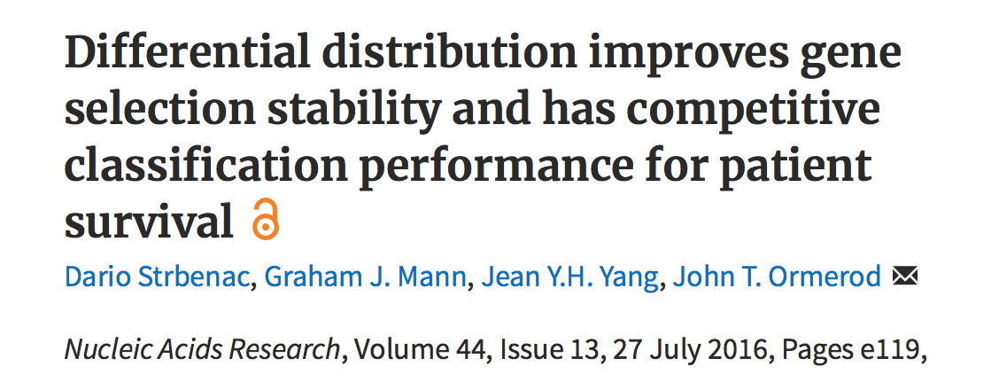 Differential distribution improves gene
selection stability and has competitive
classification performance for patient
survival
Dario Strbenac, Graham J. Mann, Jean Y.H. Yang, John T. Ormerod
Nucleic Acids Research, Volume 44, Issue 13, 27 July 2016, Pages e119,